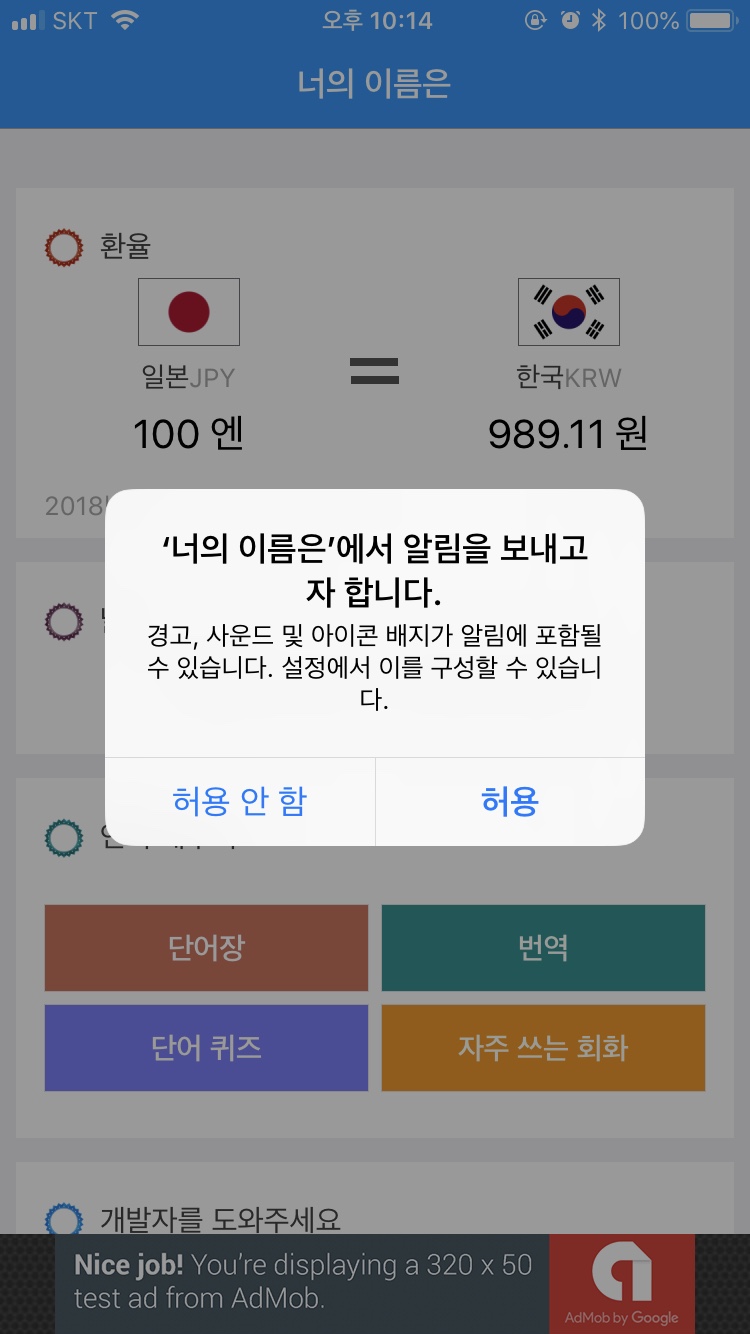 SKT 오후 10:14 100%
너의 이름은
환율
일본JPY 한국KRW
100 엔 = 989.11 원
2018
‘너의 이름은’에서 알림을 보내고
자 합니다.
경고, 사운드 및 아이콘 배지가 알림에 포함될
수 있습니다. 설정에서 이를 구성할 수 있습니
다.
허용 안 함 허용
단어장 번역
단어 퀴즈 자주 쓰는 회화
개발자를 도와주세요
Nice job! You're displaying a 320 x 50
test ad from AdMob.
AdMob by Google